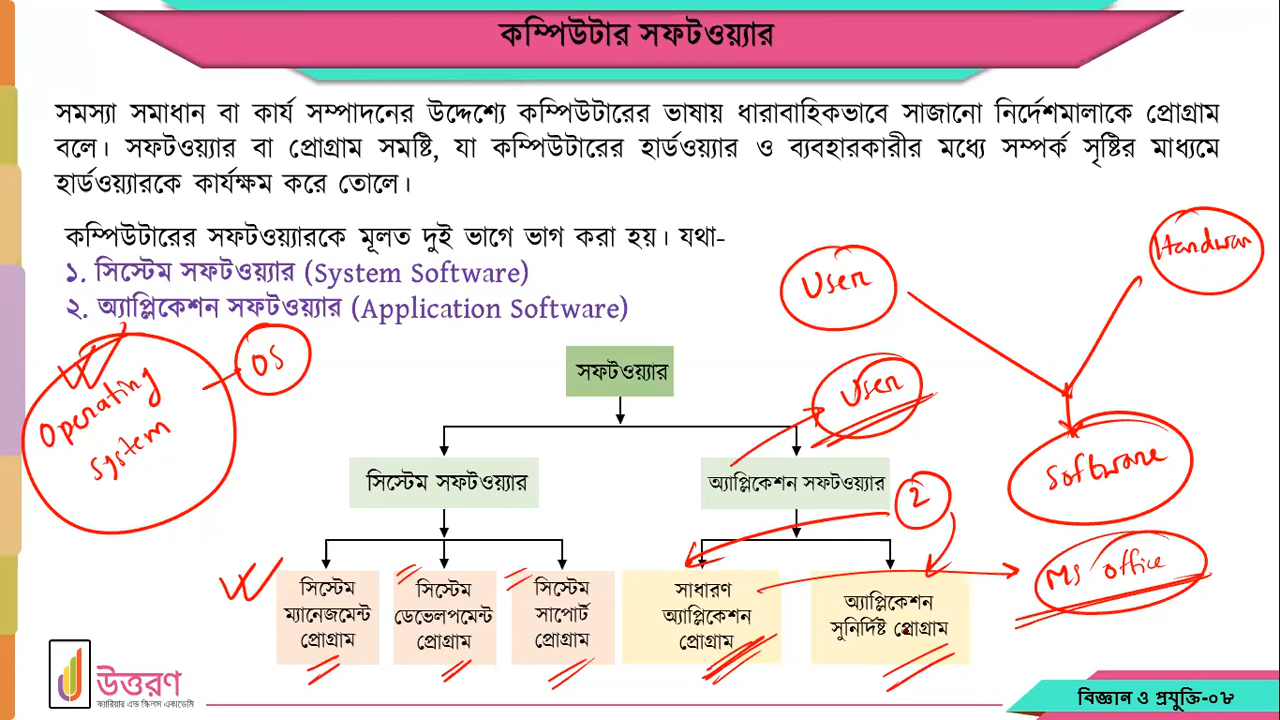 কম্পিউটার সফটওয়্যার
সমস্যা সমাধান বা কার্য সম্পাদনের উদ্দেশ্যে কম্পিউটারের ভাষায় ধারাবাহিকভাবে সাজানো নির্দেশমালাকে প্রোগ্রাম
বলে। সফটওয়্যার বা প্রোগ্রাম সমষ্টি, যা কম্পিউটারের হার্ডওয়্যার ও ব্যবহারকারীর মধ্যে সম্পর্ক সৃষ্টির মাধ্যমে
হার্ডওয়্যারকে কার্যক্ষম করে তোলে।
কম্পিউটারের সফটওয়্যারকে মূলত দুই ভাগে ভাগ করা হয়। যথা-
১. সিস্টেম সফটওয়্যার (System Software)
২. অ্যাপ্লিকেশন সফটওয়্যার (Application Software)
User
Operating
System
OS
সফটওয়্যার
User
Software
সিস্টেম সফটওয়্যার
অ্যাপ্লিকেশন সফটওয়্যার
2
MS office
সিস্টেম
ম্যানেজমেন্ট
প্রোগ্রাম
সিস্টেম
ডেভেলপমেন্ট
প্রোগ্রাম
সিস্টেম
সাপোর্ট
প্রোগ্রাম
সাধারণ
অ্যাপ্লিকেশন
প্রোগ্রাম
অ্যাপ্লিকেশন
সুনির্দিষ্ট প্রোগ্রাম
উত্তরণ
ক্যারিয়ার এন্ড স্কিলস একাডেমি
বিজ্ঞান ও প্রযুক্তি-০৮